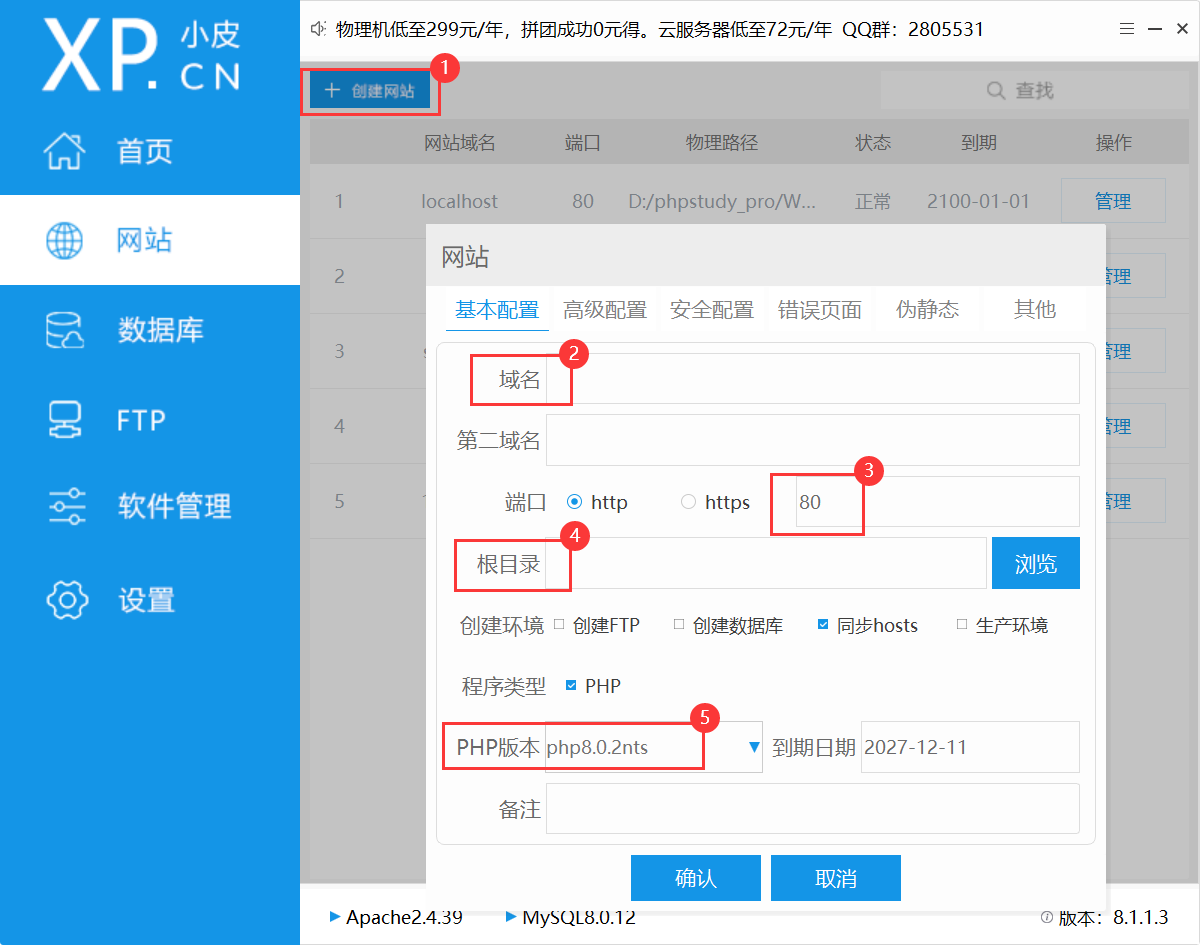 XP.CN 小皮
物理机低至299元/年，拼团成功0元得。云服务器低至72元/年 QQ群：2805531
首页
网站
数据库
FTP
软件管理
设置
1
+ 创建网站
查找
网站域名 端口 物理路径 状态 到期 操作
1 localhost 80 D:/phpstudy_pro/W... 正常 2100-01-01 管理
2 管理
3 管理
4 管理
5 管理
网站
基本配置 高级配置 安全配置 错误页面 伪静态 其他
2
域名
第二域名
3
端口 http https 80
4
根目录 浏览
创建环境 创建FTP 创建数据库 同步hosts 生产环境
程序类型 PHP
5
PHP版本 php8.0.2nts 到期日期 2027-12-11
备注
确认 取消
Apache2.4.39 MySQL8.0.12 版本：8.1.1.3